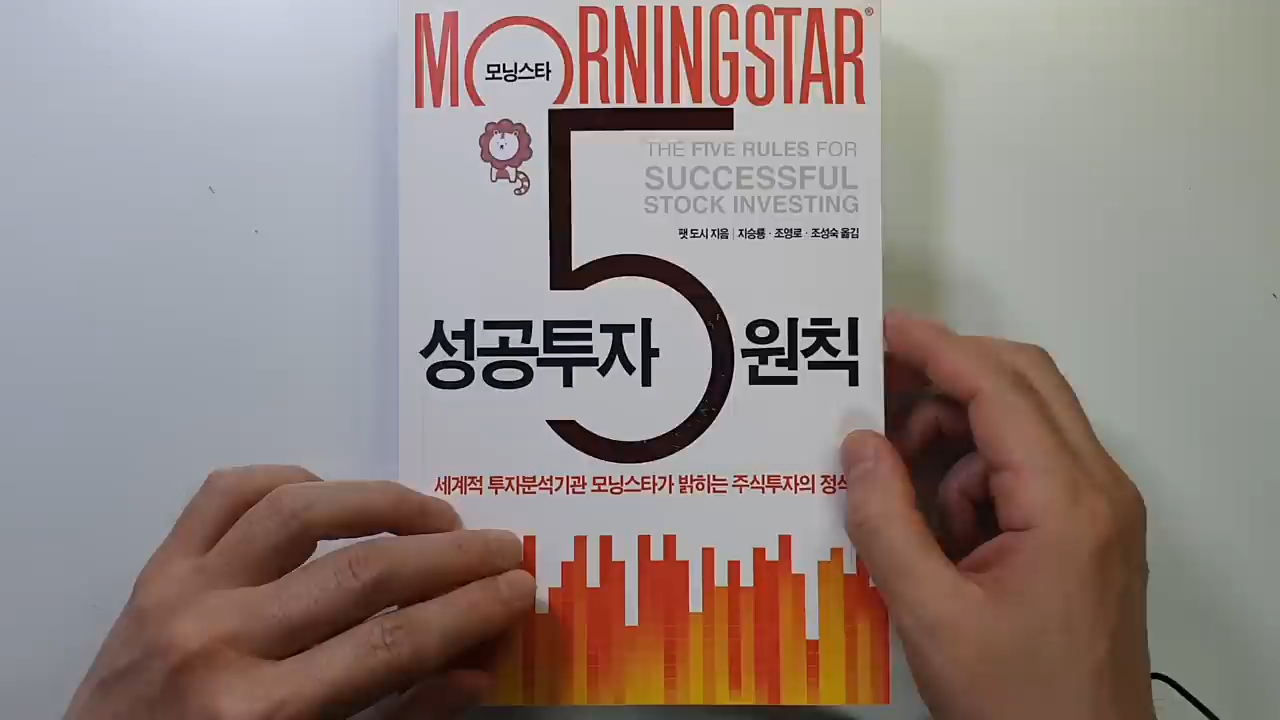 MORNINGSTAR®
모닝스타
5
THE FIVE RULES FOR
SUCCESSFUL
STOCK INVESTING
팻 도시 지음 | 지승룡 · 조영로 · 조성숙 옮김
성공투자 원칙
세계적 투자분석기관 모닝스타가 밝히는 주식투자의